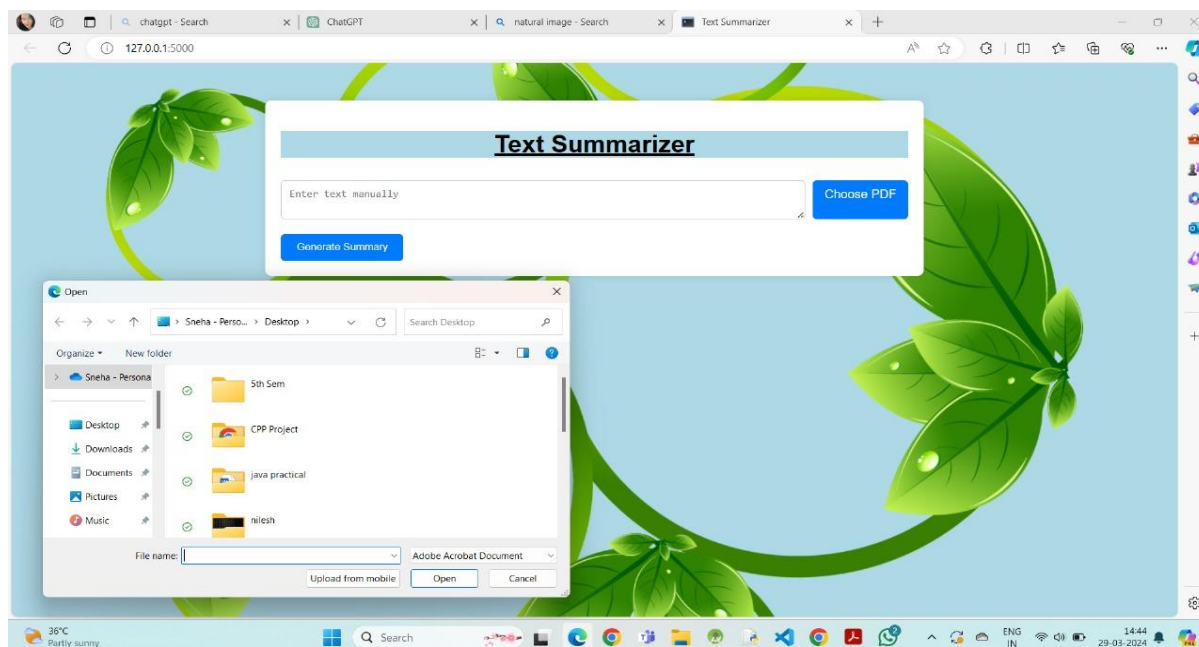 chatgpt - Search
ChatGPT
natural image - Search
Text Summarizer
127.0.0.1:5000
Text Summarizer
Enter text manually
Choose PDF
Generate Summary
Open
Sneha - Perso... > Desktop >
Search Desktop
Organize
New folder
Sneha - Persona
Desktop
Downloads
Documents
Pictures
Music
5th Sem
CPP Project
java practical
nilesh
File name:
Adobe Acrobat Document
Upload from mobile
Open
Cancel
36°C
Partly sunny
Search
ENG
IN
14:44
29-03-2024